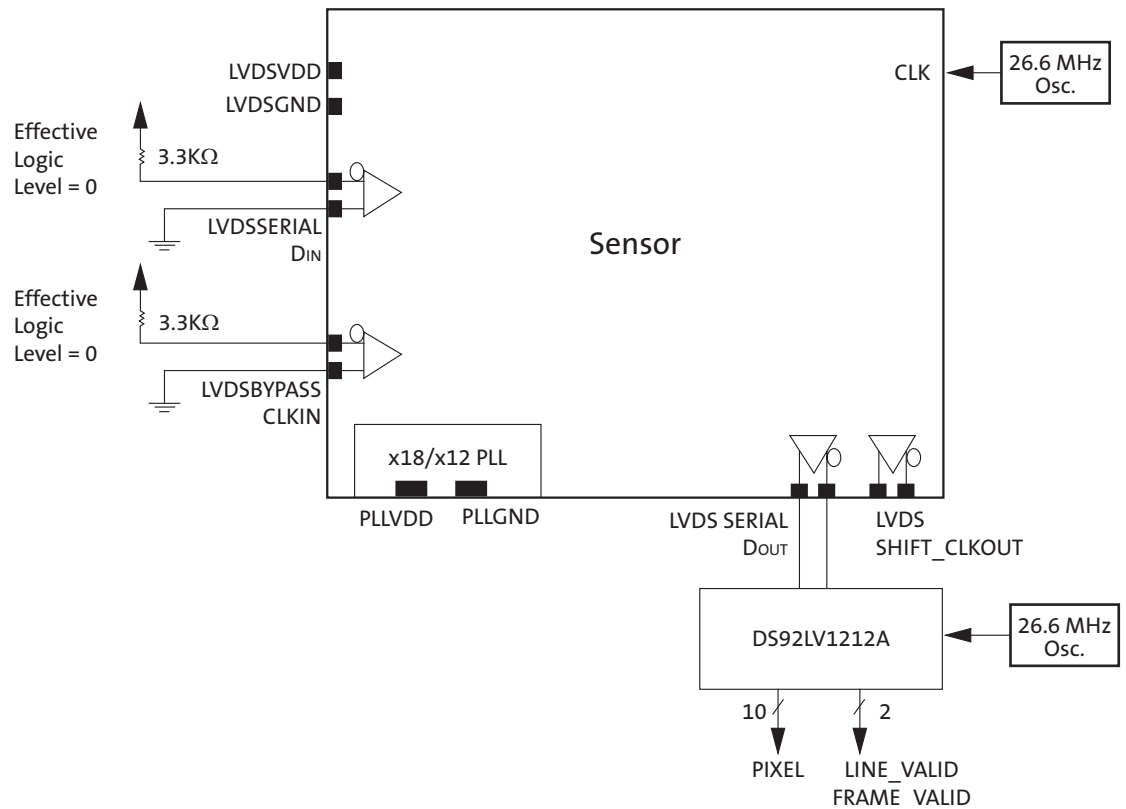 LVDSVDD
LVDSGND
CLK
26.6 MHz
Osc.
Effective
Logic
Level = 0
3.3KΩ
LVDSSERIAL
DIN
Sensor
Effective
Logic
Level = 0
3.3KΩ
LVDSBYPASS
CLKIN
x18/x12 PLL
PLLVDD
PLLGND
LVDS SERIAL
DOUT
LVDS
SHIFT_CLKOUT
DS92LV1212A
26.6 MHz
Osc.
10
2
PIXEL
LINE_VALID
FRAME_VALID